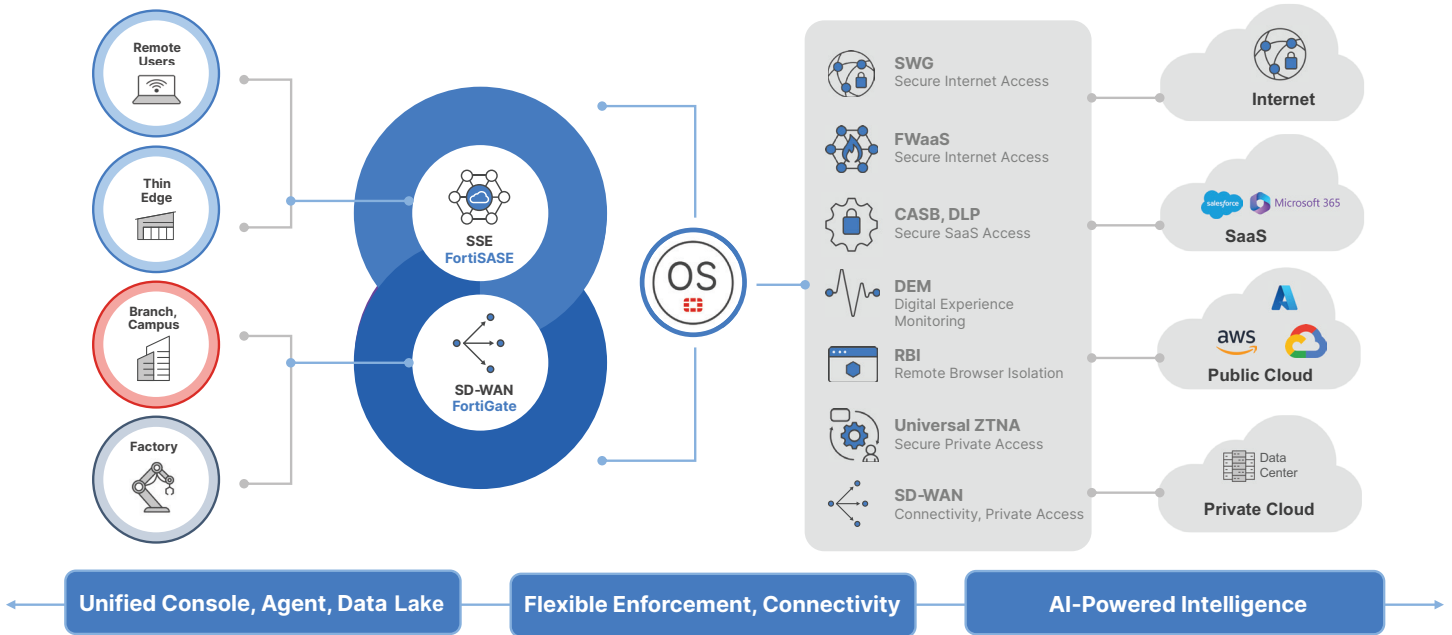 Remote
Users
Thin
Edge
Branch,
Campus
Factory
SSE
FortiSASE
SD-WAN
FortiGate
OS
SWG
Secure Internet Access
FWaaS
Secure Internet Access
CASB, DLP
Secure SaaS Access
DEM
Digital Experience
Monitoring
RBI
Remote Browser Isolation
Universal ZTNA
Secure Private Access
SD-WAN
Connectivity, Private Access
Internet
salesforce
Microsoft 365
SaaS
aws
Public Cloud
Data
Center
Private Cloud
Unified Console, Agent, Data Lake
Flexible Enforcement, Connectivity
AI-Powered Intelligence